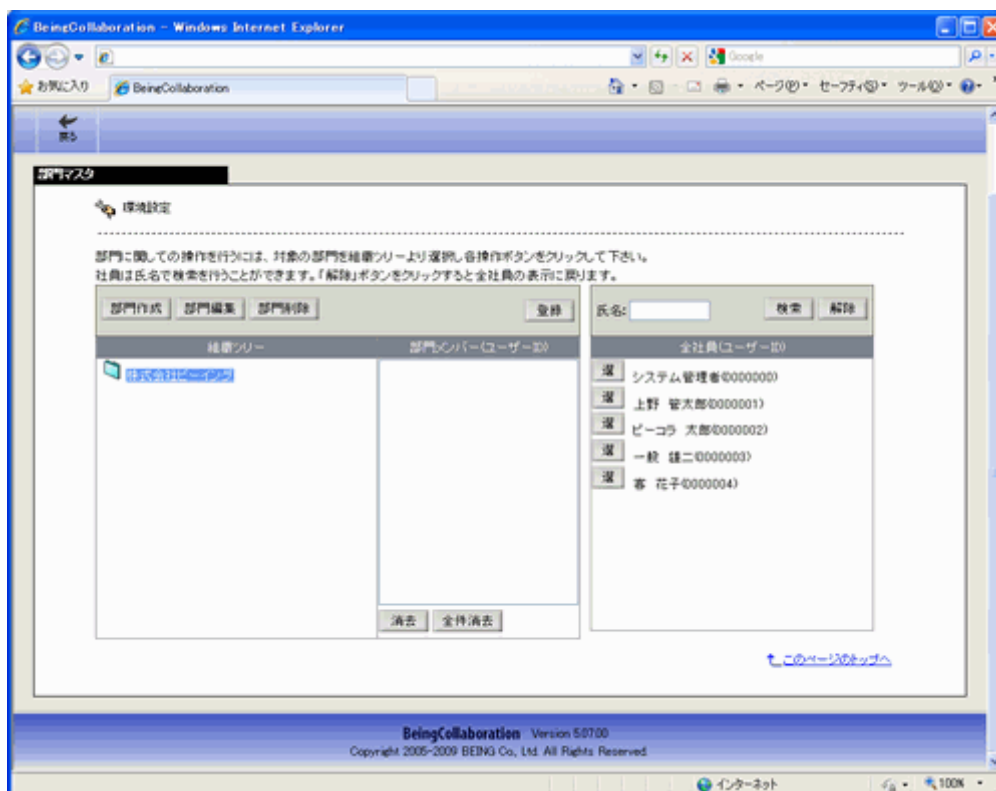 BeingCollaboration - Windows Internet Explorer
Google
お気に入り
BeingCollaboration
ページ(P)
セーフティ(S)
ツール(O)
戻る
部門マスタ
環境設定
部門に関しての操作を行うには、対象の部門を組織ツリーより選択し各操作ボタンをクリックして下さい。
社員は氏名で検索を行うことができます。「解除」ボタンをクリックすると全社員の表示に戻ります。
部門作成 部門編集 部門削除 登録 氏名: 検索 解除
組織ツリー 部門メンバー(ユーザーID) 全社員(ユーザーID)
株式会社ビーイング
選 システム管理者(0000000)
選 上野 管太郎(0000001)
選 ビーコラ 太郎(0000002)
選 一般 雄二(0000003)
選 客 花子(0000004)
消去 全件消去
このページのトップへ
BeingCollaboration Version 5.07.00
Copyright 2005-2009 BEING Co., Ltd. All Rights Reserved.
インターネット
100%